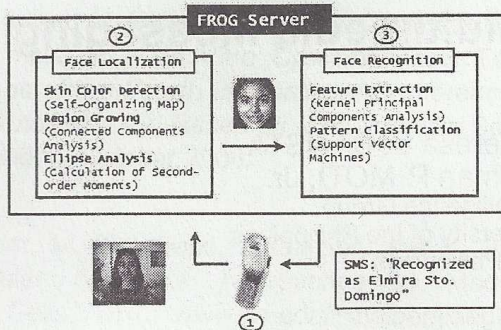 FROG Server
②
③
Face Localization
Skin Color Detection
(Self-Organizing Map)
Region Growing
(Connected Components
Analysis)
Ellipse Analysis
(Calculation of Second-
Order Moments)
Face Recognition
Feature Extraction
(Kernel Principal
Components Analysis)
Pattern Classification
(Support Vector
Machines)
①
SMS: "Recognized
as Elmira Sto.
Domingo"